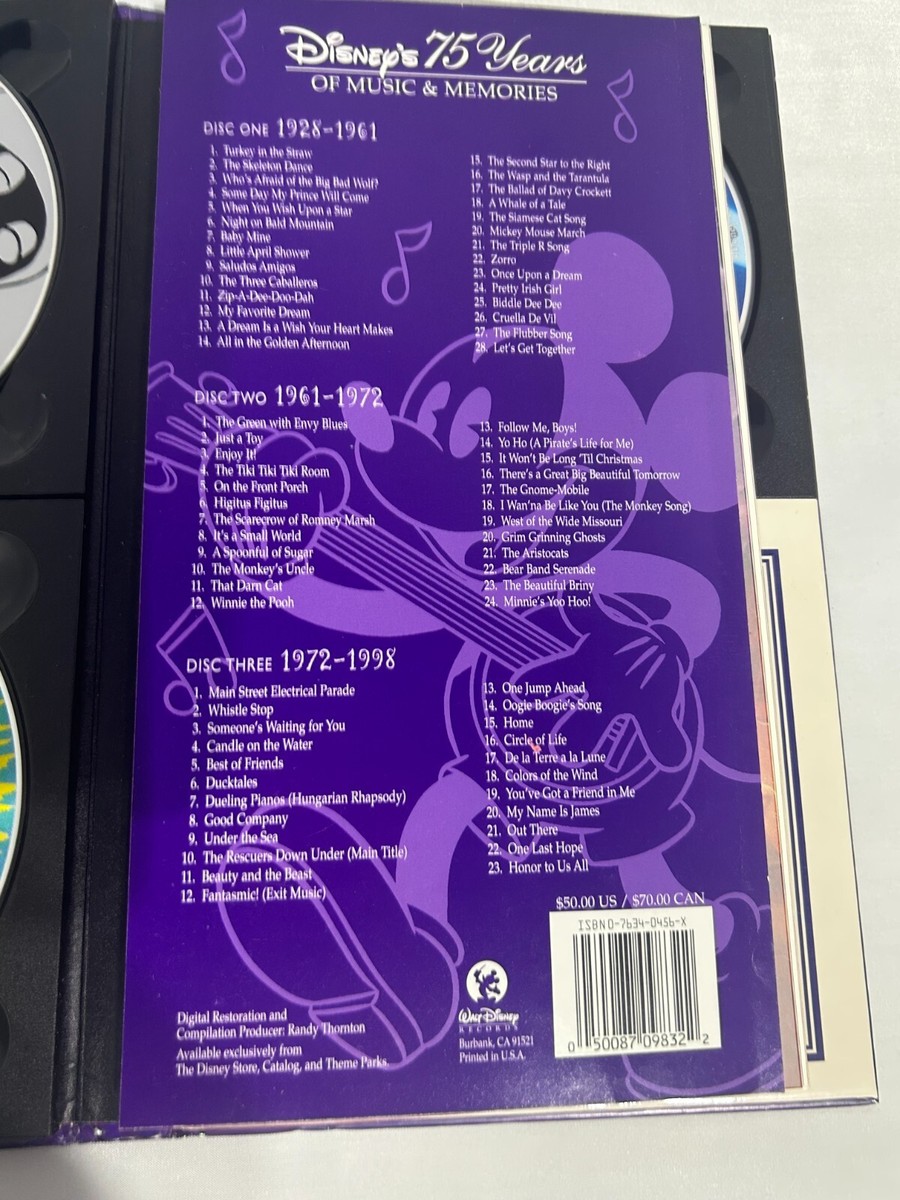 Disney's 75 Years
OF MUSIC & MEMORIES
DISC ONE 1928-1961
1. Turkey in the Straw
2. The Skeleton Dance
3. Who's Afraid of the Big Bad Wolf?
4. Some Day My Prince Will Come
5. When You Wish Upon a Star
6. Night on Bald Mountain
7. Baby Mine
8. Little April Shower
9. Saludos Amigos
10. The Three Caballeros
11. Zip-A-Dee-Doo-Dah
12. My Favorite Dream
13. A Dream Is a Wish Your Heart Makes
14. All in the Golden Afternoon
15. The Second Star to the Right
16. The Wasp and the Tarantula
17. The Ballad of Davy Crockett
18. A Whale of a Tale
19. The Siamese Cat Song
20. Mickey Mouse March
21. The Triple R Song
22. Zorro
23. Once Upon a Dream
24. Pretty Irish Girl
25. Biddle Dee Dee
26. Cruella De Vil
27. The Flubber Song
28. Let's Get Together
DISC TWO 1961-1972
1. The Green with Envy Blues
2. Just a Toy
3. Enjoy It!
4. The Tiki Tiki Tiki Room
5. On the Front Porch
6. Higitus Figitus
7. The Scarecrow of Romney Marsh
8. It's a Small World
9. A Spoonful of Sugar
10. The Monkey's Uncle
11. That Darn Cat
12. Winnie the Pooh
13. Follow Me, Boys!
14. Yo Ho (A Pirate's Life for Me)
15. It Won't Be Long 'Til Christmas
16. There's a Great Big Beautiful Tomorrow
17. The Gnome-Mobile
18. I Wan'na Be Like You (The Monkey Song)
19. West of the Wide Missouri
20. Grim Grinning Ghosts
21. The Aristocats
22. Bear Band Serenade
23. The Beautiful Briny
24. Minnie's Yoo Hoo!
DISC THREE 1972-1998
1. Main Street Electrical Parade
2. Whistle Stop
3. Someone's Waiting for You
4. Candle on the Water
5. Best of Friends
6. Ducktales
7. Dueling Pianos (Hungarian Rhapsody)
8. Good Company
9. Under the Sea
10. The Rescuers Down Under (Main Title)
11. Beauty and the Beast
12. Fantasmic! (Exit Music)
13. One Jump Ahead
14. Oogie Boogie's Song
15. Home
16. Circle of Life
17. De la Terre a la Lune
18. Colors of the Wind
19. You've Got a Friend in Me
20. My Name Is James
21. Out There
22. One Last Hope
23. Honor to Us All
$50.00 US / $70.00 CAN
ISBN 0-7634-0456-X
0 50087 09832 2
Digital Restoration and
Compilation Producer: Randy Thornton
Available exclusively from
The Disney Store, Catalog, and Theme Parks.
WALT DISNEY
RECORDS
Burbank, CA 91521
Printed in U.S.A.